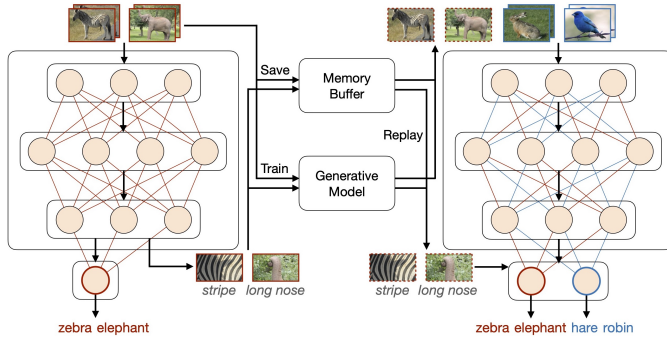 Save
Memory
Buffer
Replay
Train
Generative
Model
stripe long nose
stripe long nose
zebra elephant
zebra elephant hare robin